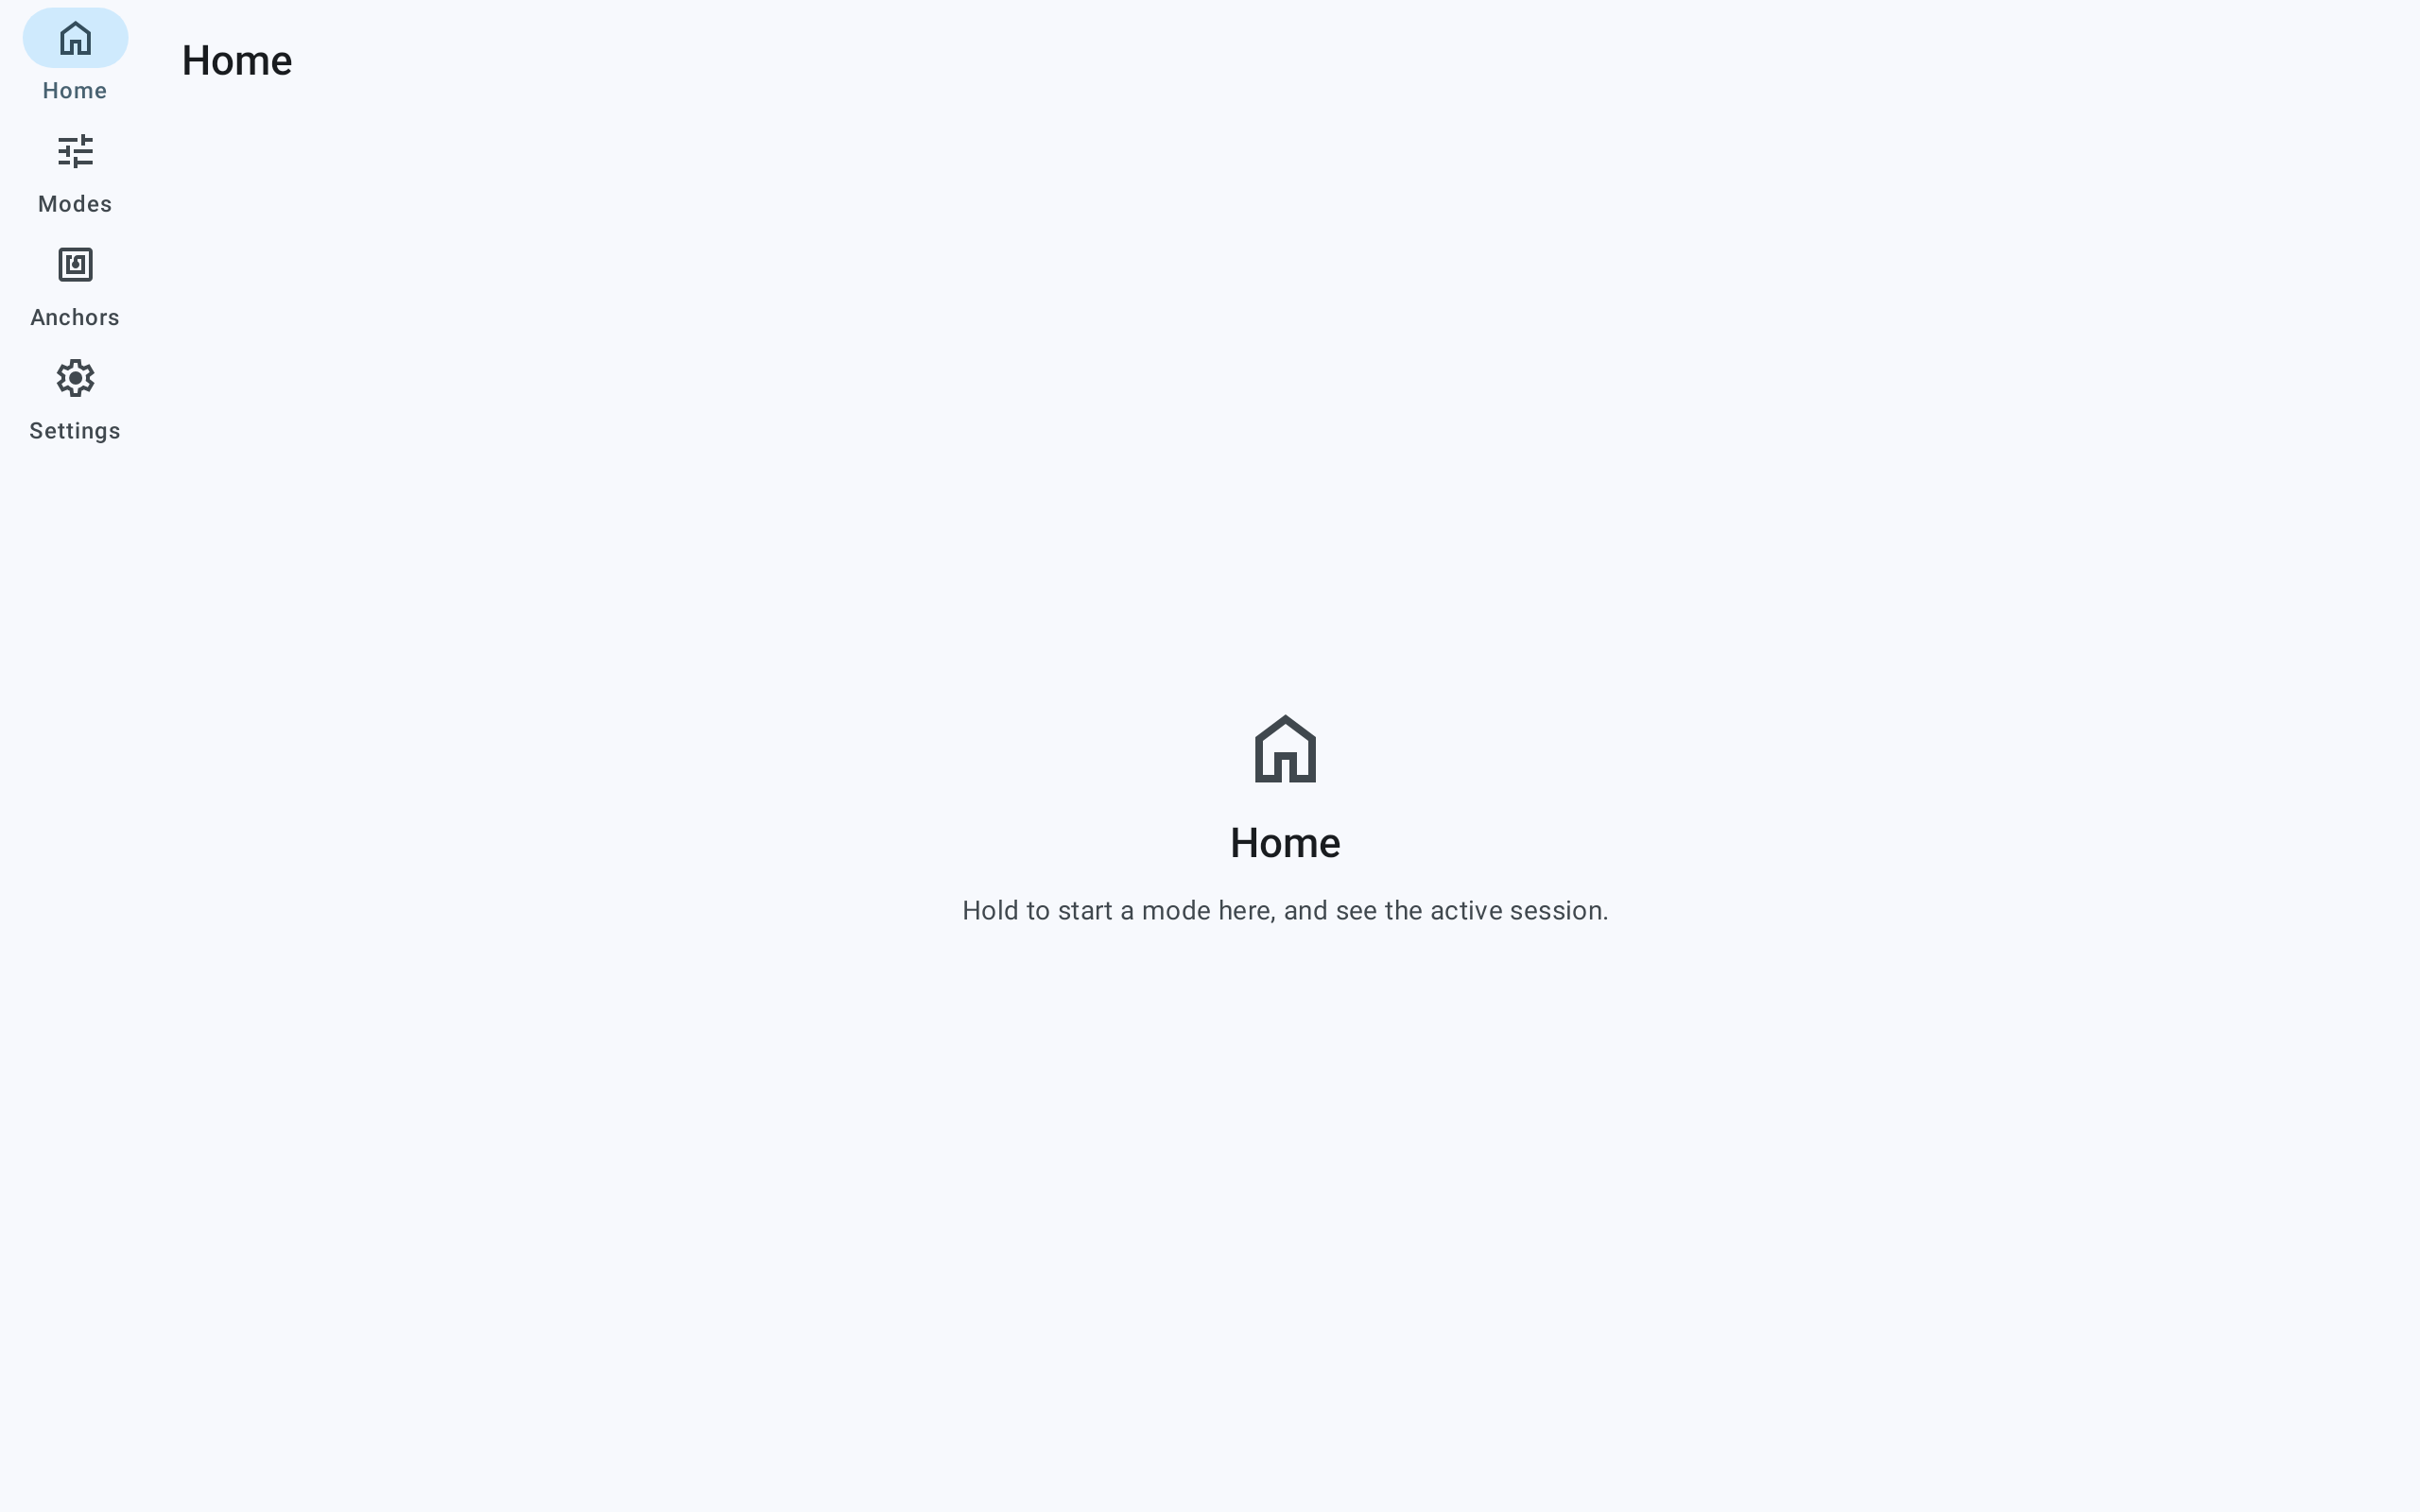 Home
Home
Modes
Anchors
Settings
Home
Hold to start a mode here, and see the active session.